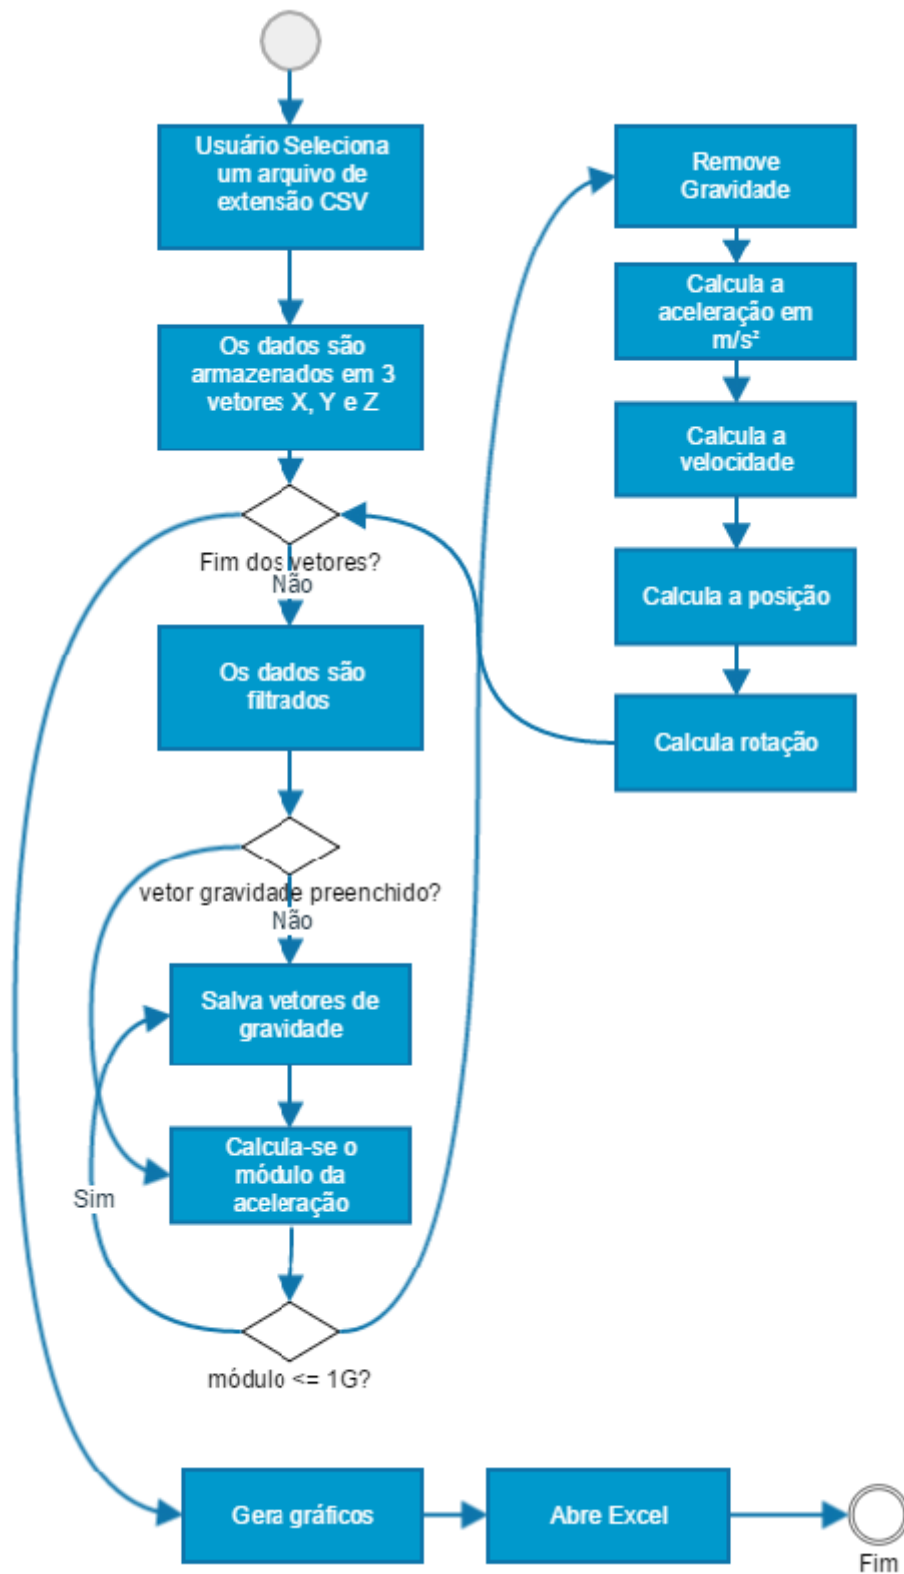 Usuário Seleciona
um arquivo de
extensão CSV
Os dados são
armazenados em 3
vetores X, Y e Z
Fim dos vetores?
Não
Os dados são
filtrados
vetor gravidade preenchido?
Não
Salva vetores de
gravidade
Calcula-se o
módulo da
aceleração
Sim
módulo <= 1G?
Remove
Gravidade
Calcula a
aceleração em
m/s²
Calcula a
velocidade
Calcula a posição
Calcula rotação
Gera gráficos
Abre Excel
Fim